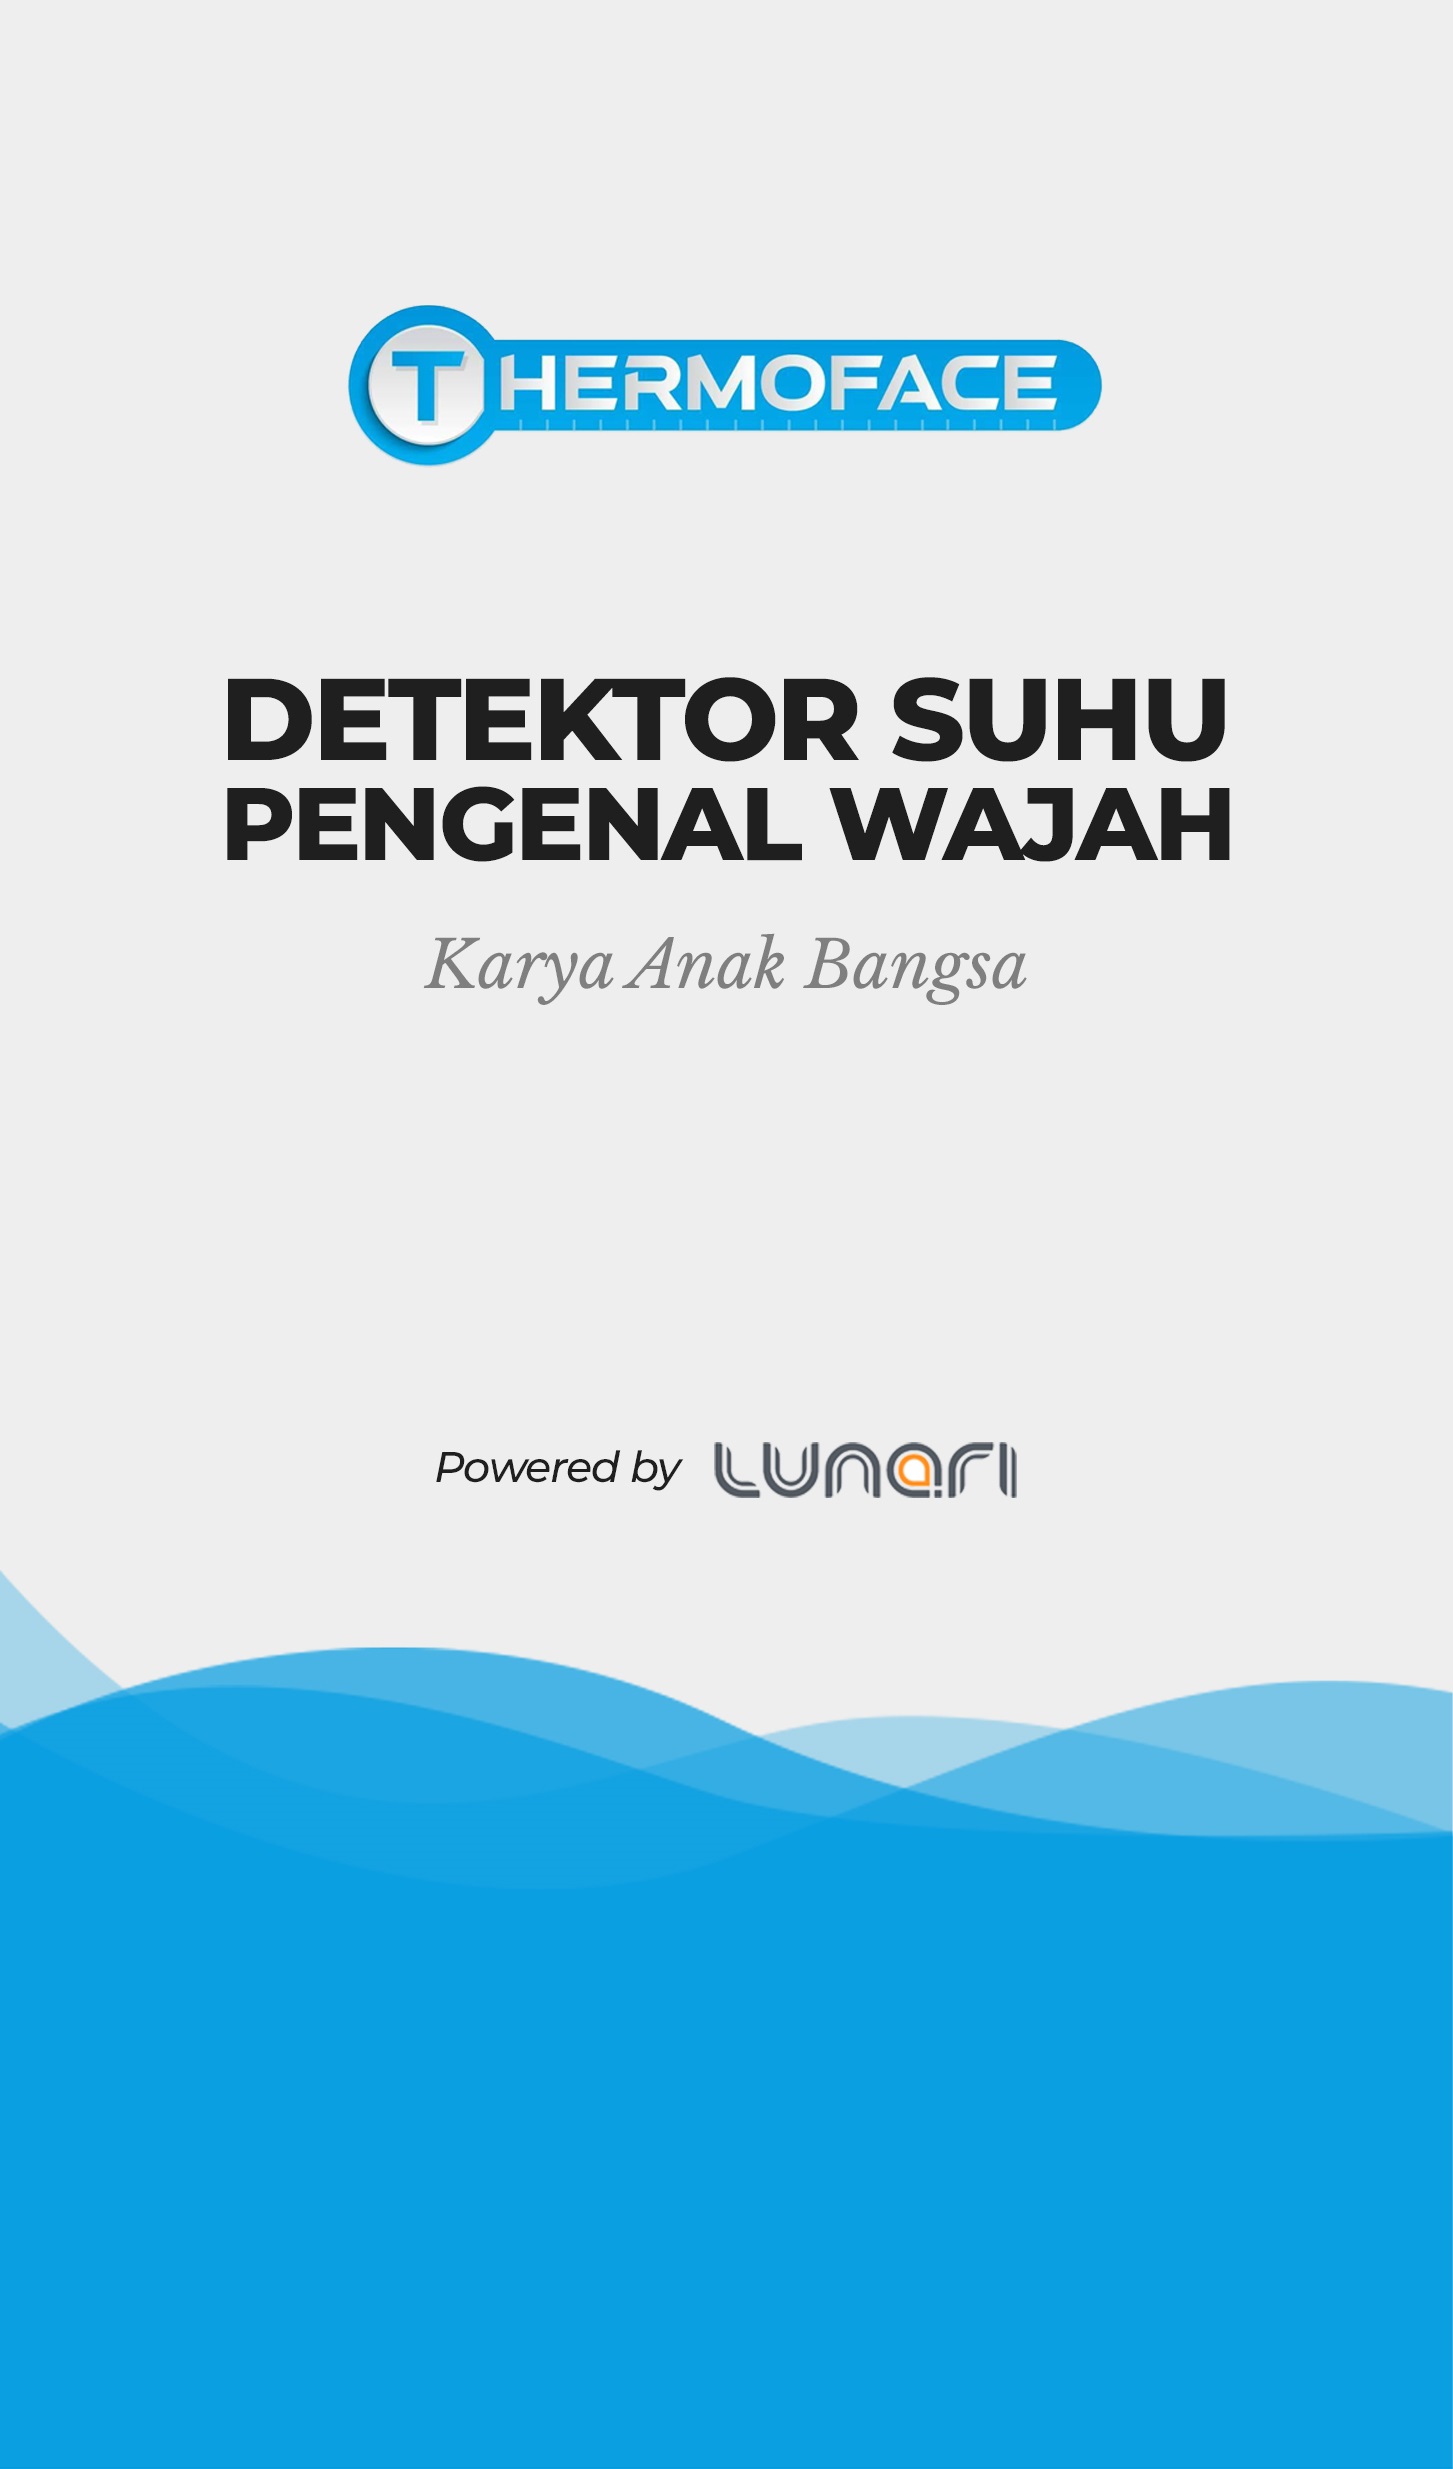 THERMOFACE
DETEKTOR SUHU
PENGENAL WAJAH
Karya Anak Bangsa
Powered by LUNARI